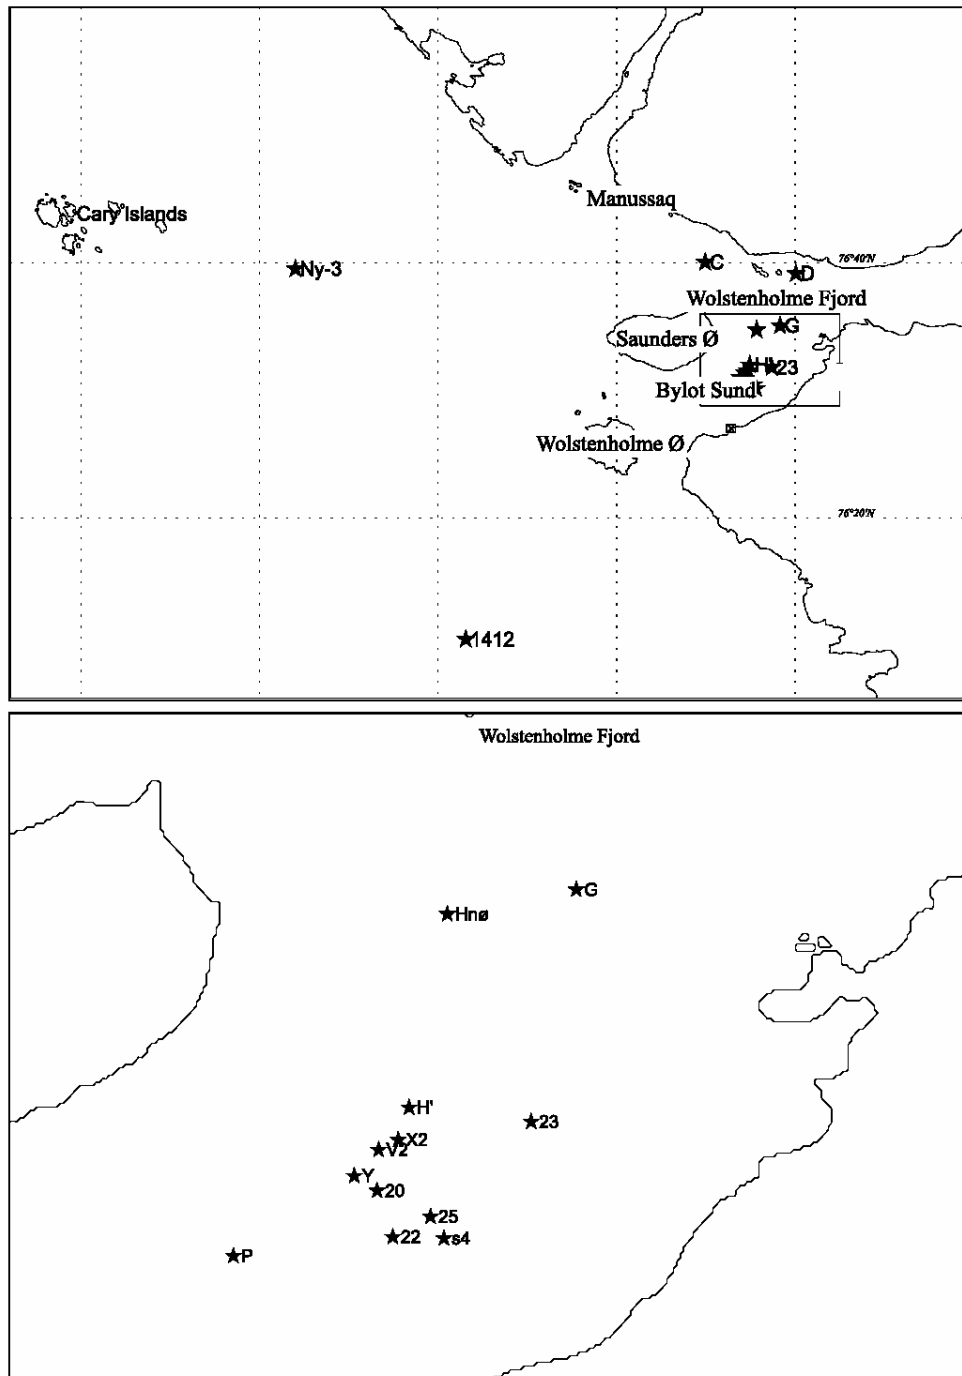 Manussaq
Cary Islands
Ny-3
C
76°40'N
D
Wolstenholme Fjord
G
Saunders Ø
23
Bylot Sund
Wolstenholme Ø
76°20'N
1412
Wolstenholme Fjord
G
Hnø
H'
23
X2
V2
Y
20
25
22
s4
P